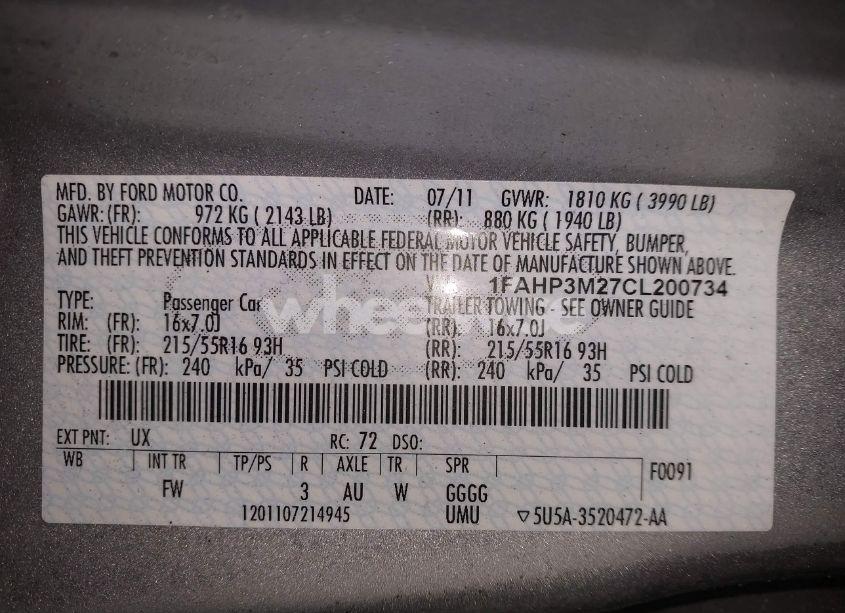 MFD. BY FORD MOTOR CO. DATE: 07/11 GVWR: 1810 KG ( 3990 LB)
GAWR: (FR): 972 KG ( 2143 LB) (RR): 880 KG ( 1940 LB)
THIS VEHICLE CONFORMS TO ALL APPLICABLE FEDERAL MOTOR VEHICLE SAFETY, BUMPER,
AND THEFT PREVENTION STANDARDS IN EFFECT ON THE DATE OF MANUFACTURE SHOWN ABOVE.
1FAHP3M27CL200734
TYPE: Passenger Car TRAILER TOWING - SEE OWNER GUIDE
RIM: (FR): 16x7.0J (RR): 16x7.0J
TIRE: (FR): 215/55R16 93H (RR): 215/55R16 93H
PRESSURE: (FR): 240 kPa/ 35 PSI COLD (RR): 240 kPa/ 35 PSI COLD
EXT PNT: UX RC: 72 DSO:
WB INT TR TP/PS R AXLE TR SPR F0091
FW 3 AU W GGGG
1201107214945 UMU ▽5U5A-3520472-AA